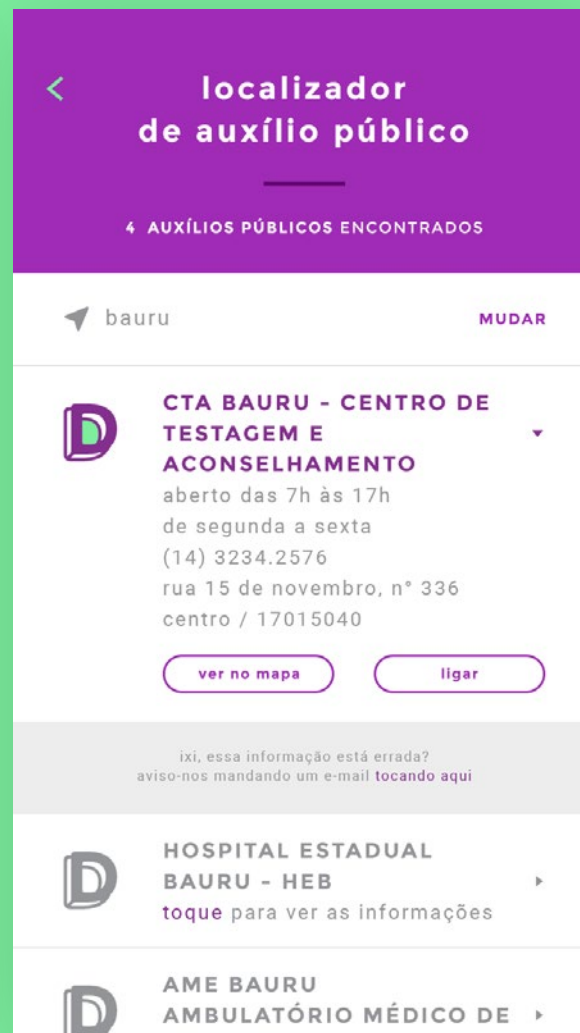 localizador
de auxílio público
4 AUXÍLIOS PÚBLICOS ENCONTRADOS
bauru MUDAR
CTA BAURU - CENTRO DE
TESTAGEM E
ACONSELHAMENTO
aberto das 7h às 17h
de segunda a sexta
(14) 3234.2576
rua 15 de novembro, n° 336
centro / 17015040
ver no mapa ligar
ixi, essa informação está errada?
aviso-nos mandando um e-mail tocando aqui
HOSPITAL ESTADUAL
BAURU - HEB
toque para ver as informações
AME BAURU
AMBULATÓRIO MÉDICO DE